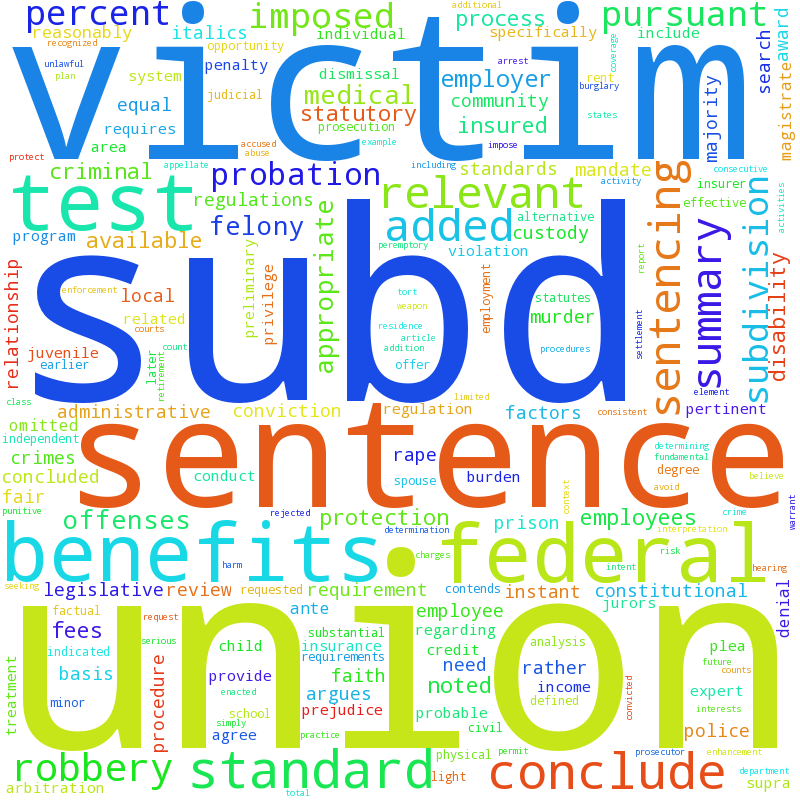 percent
victim
imposed
pursuant
reasonably
recognized
italics
individual
opportunity
additional
process
specifically
include
coverage
award
search
magistrate
unlawful
plan
system
penalty
dismissal
medical
employer
arrest
rent
burglary
majority
judicial
statutory
community
insured
states
equal
requires
area
accused
abuse
prosecution
example
impose
protect
criminal
appellate
including
probation
relevant
standards
activity
mandate
consecutive
insurer
effective
activities
test
regulations
felony
appropriate
added
alternative
custody
sentencing
summary
subdivision
disability
program
available
preliminary
privilege
peremptory
violation
report
relationship
subd
enforcement
local
related
courts
count
tort
weapon
residence
article
addition
offer
employment
statutes
murder
procedures
settlement
juvenile
earlier
later
retirement
element
class
administrative
conviction
regulation
limited
factors
consistent
pertinent
omitted
independent
crimes
concluded
fair
sentence
conduct
rape
spouse
burden
context
determining
fundamental
degree
avoid
believe
punitive
offenses
rejected
protection
determination
prison
employees
crime
interpretation
warrant
benefits
federal
harm
charges
intent
risk
hearing
seeking
legislative
review
requested
requirement
contends
instant
constitutional
denial
factual
request
ante
employee
jurors
union
fees
serious
substantial
regarding
analysis
plea
indicated
child
insurance
requirements
credit
future
basis
provide
faith
need
rather
counts
expert
treatment
minor
procedure
enacted
argues
noted
income
defined
convicted
interests
school
prejudice
probable
simply
agree
practice
civil
police
robbery
standard
physical
permit
prosecutor
enhancement
light
conclude
department
supra
arbitration
total